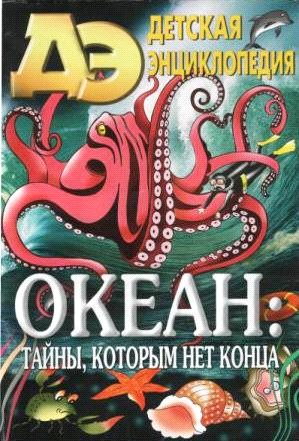 ДЭ
ДЕТСКАЯ
ЭНЦИКЛОПЕДИЯ
ОКЕАН:
ТАЙНЫ, КОТОРЫМ НЕТ КОНЦА